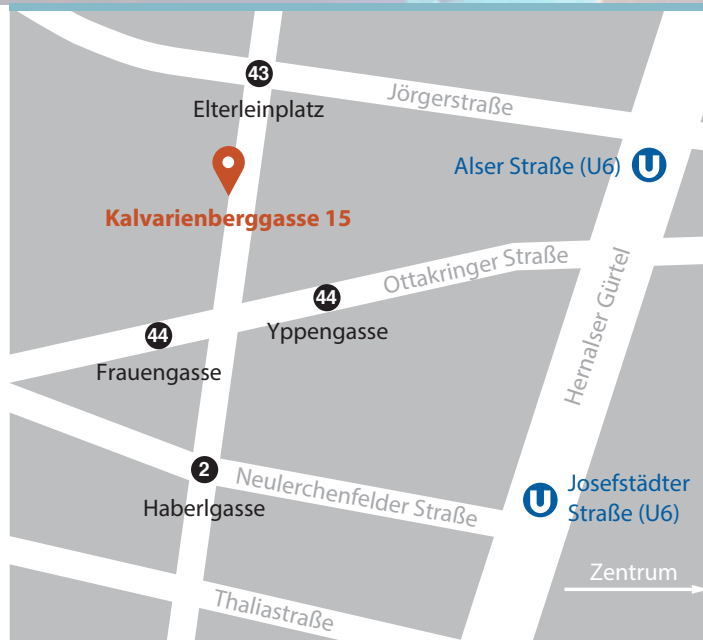 43
Elterleinplatz
Jörgerstraße
Alser Straße (U6)
U
Kalvarienberggasse 15
Ottakringer Straße
44
Yppengasse
44
Frauengasse
Hernalser Gürtel
2
Haberlgasse
Neulerchenfelder Straße
U
Josefstädter
Straße (U6)
Zentrum
Thaliastraße